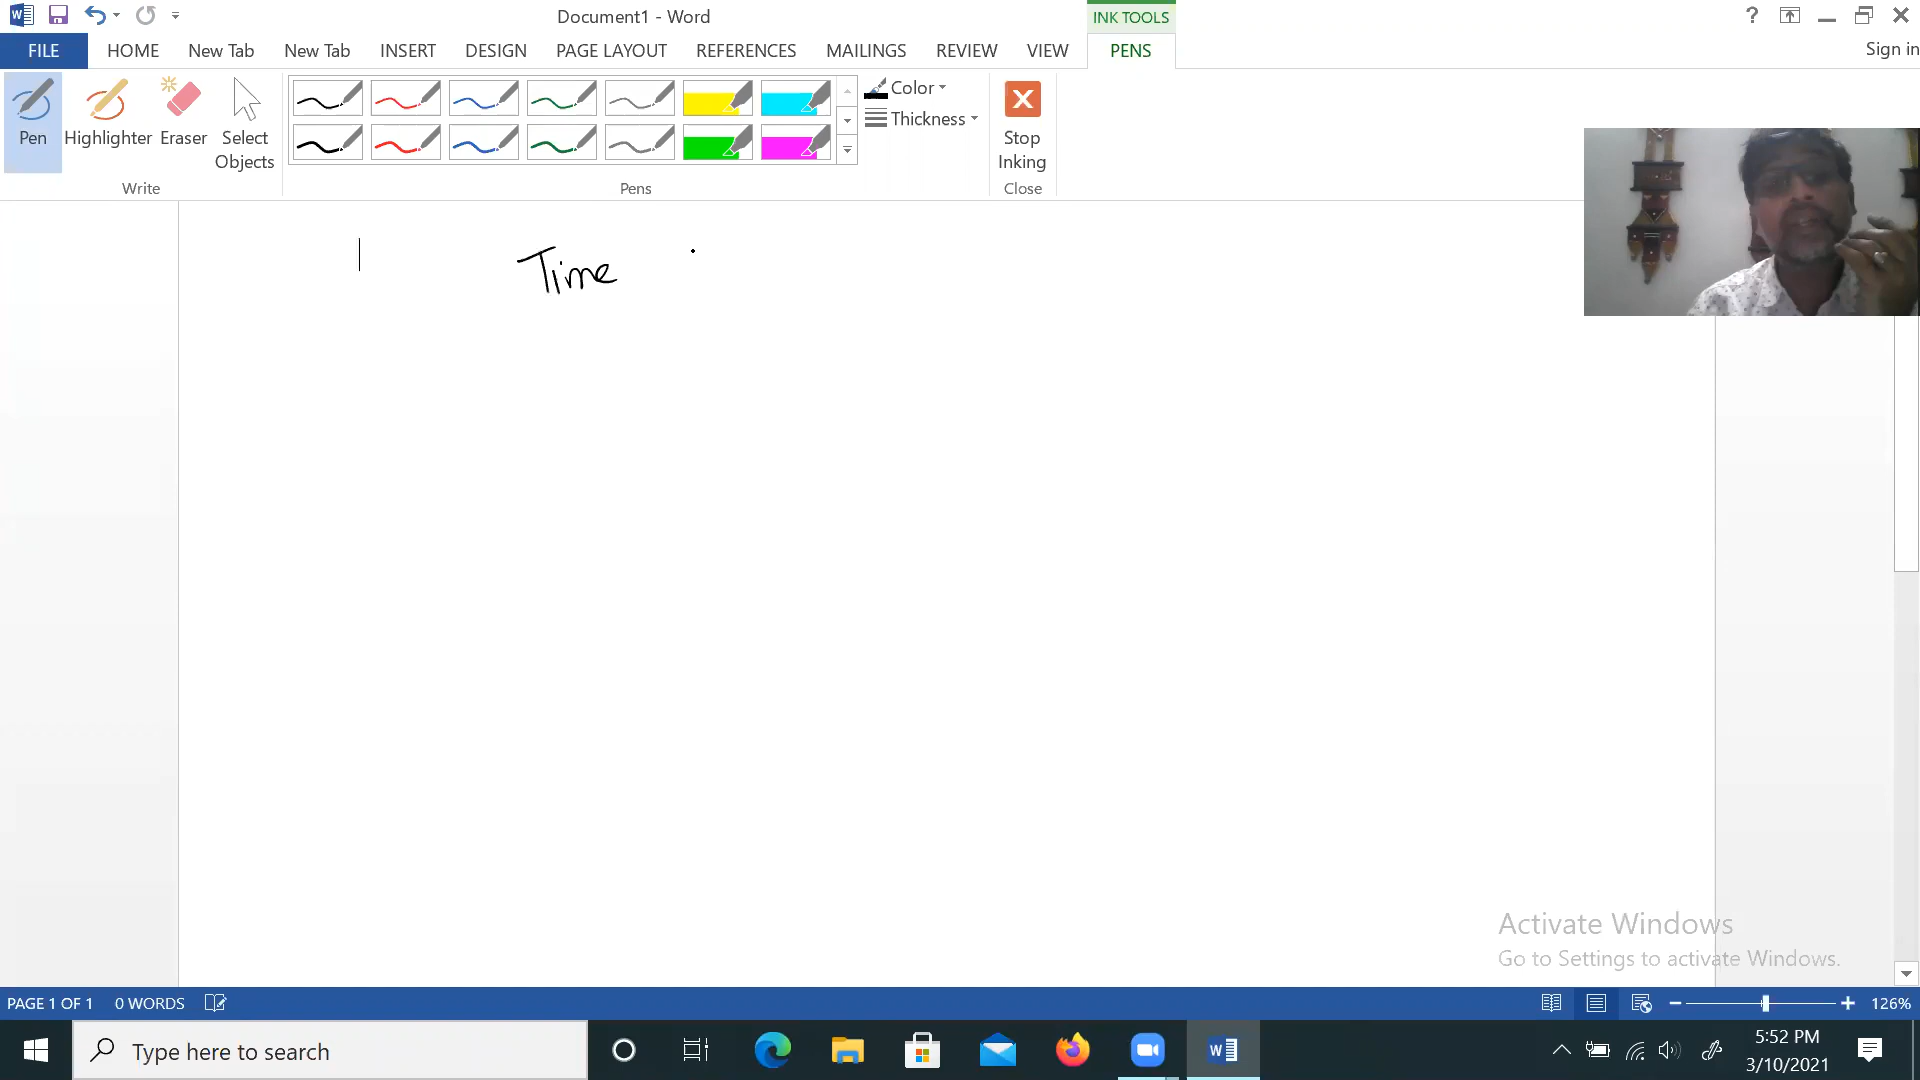 Document1 - Word
INK TOOLS
FILE HOME New Tab New Tab INSERT DESIGN PAGE LAYOUT REFERENCES MAILINGS REVIEW VIEW PENS
Sign in
Pen Highlighter Eraser Select Objects
Color
Thickness
Stop Inking
Write Pens Close
Time
Activate Windows
Go to Settings to activate Windows.
PAGE 1 OF 1 0 WORDS 126%
Type here to search
5:52 PM
3/10/2021